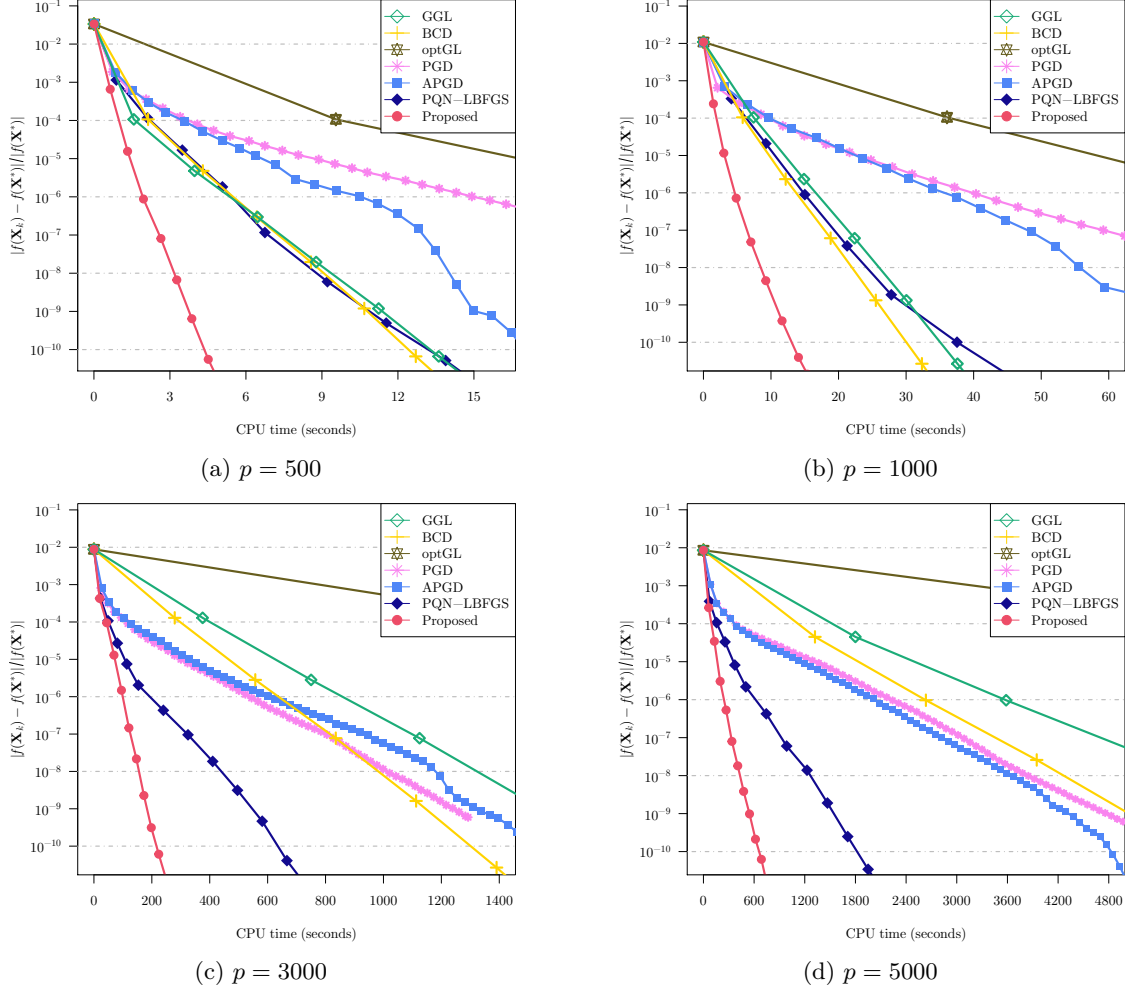 |f(X_k) − f(X*)| / |f(X*)|
10⁻¹
10⁻²
10⁻³
10⁻⁴
10⁻⁵
10⁻⁶
10⁻⁷
10⁻⁸
10⁻⁹
10⁻¹⁰
GGL
BCD
optGL
PGD
APGD
PQN−LBFGS
Proposed
0 3 6 9 12 15
CPU time (seconds)
(a) p = 500
|f(X_k) − f(X*)| / |f(X*)|
10⁻¹
10⁻²
10⁻³
10⁻⁴
10⁻⁵
10⁻⁶
10⁻⁷
10⁻⁸
10⁻⁹
10⁻¹⁰
GGL
BCD
optGL
PGD
APGD
PQN−LBFGS
Proposed
0 10 20 30 40 50 60
CPU time (seconds)
(b) p = 1000
|f(X_k) − f(X*)| / |f(X*)|
10⁻¹
10⁻²
10⁻³
10⁻⁴
10⁻⁵
10⁻⁶
10⁻⁷
10⁻⁸
10⁻⁹
10⁻¹⁰
GGL
BCD
optGL
PGD
APGD
PQN−LBFGS
Proposed
0 200 400 600 800 1000 1200 1400
CPU time (seconds)
(c) p = 3000
|f(X_k) − f(X*)| / |f(X*)|
10⁻¹
10⁻²
10⁻³
10⁻⁴
10⁻⁵
10⁻⁶
10⁻⁷
10⁻⁸
10⁻⁹
10⁻¹⁰
GGL
BCD
optGL
PGD
APGD
PQN−LBFGS
Proposed
0 600 1200 1800 2400 3000 3600 4200 4800
CPU time (seconds)
(d) p = 5000